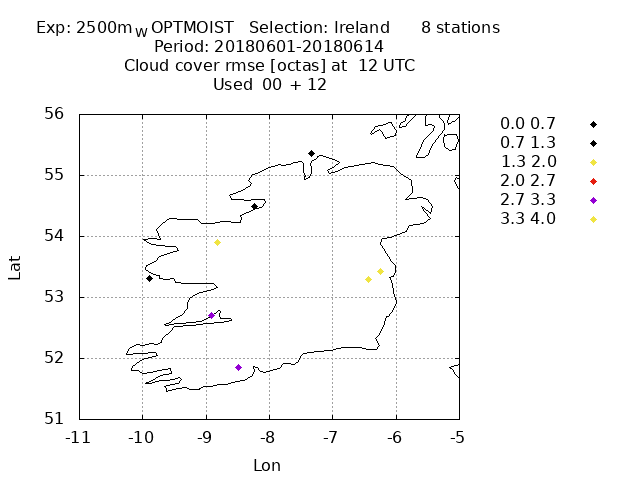 Exp: 2500m_W OPTMOIST   Selection: Ireland      8 stations
Period: 20180601-20180614
Cloud cover rmse [octas] at  12 UTC
Used  00 + 12
56
55
54
53
52
51
-11 -10 -9 -8 -7 -6 -5
Lat
Lon
0.0 0.7
0.7 1.3
1.3 2.0
2.0 2.7
2.7 3.3
3.3 4.0